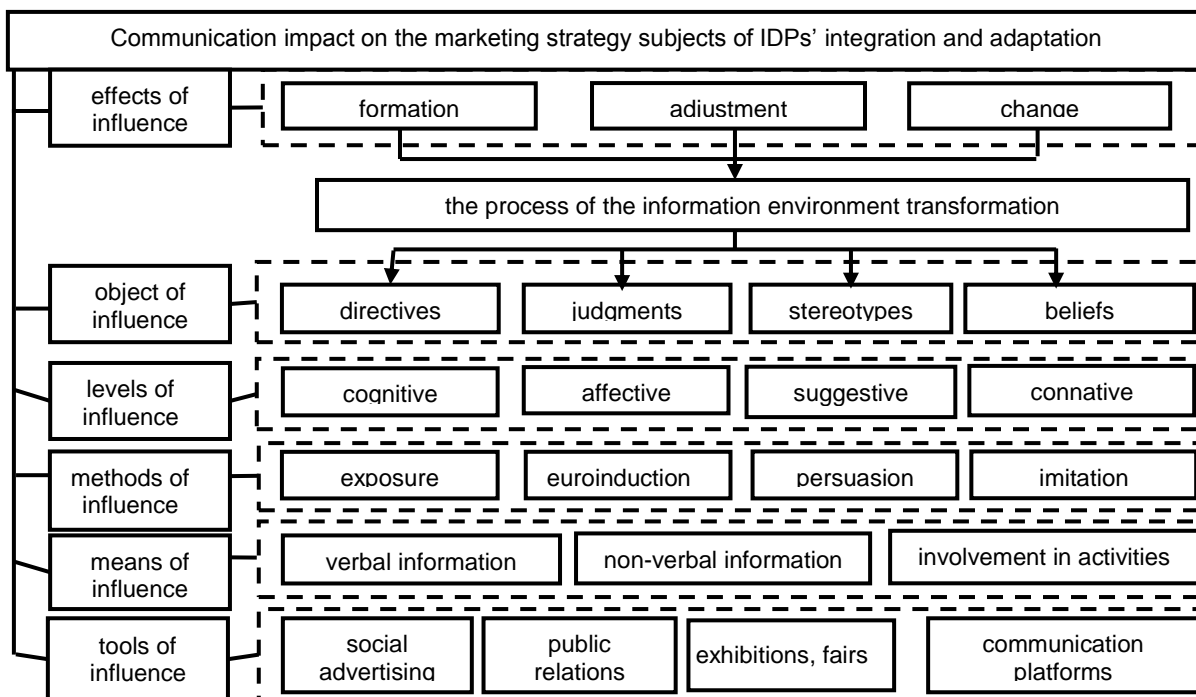 Communication impact on the marketing strategy subjects of IDPs' integration and adaptation
effects of
influence
formation
adjustment
change
the process of the information environment transformation
object of
influence
directives
judgments
stereotypes
beliefs
levels of
influence
cognitive
affective
suggestive
connative
methods of
influence
exposure
euroinduction
persuasion
imitation
means of
influence
verbal information
non-verbal information
involvement in activities
tools of
influence
social
advertising
public
relations
exhibitions, fairs
communication
platforms